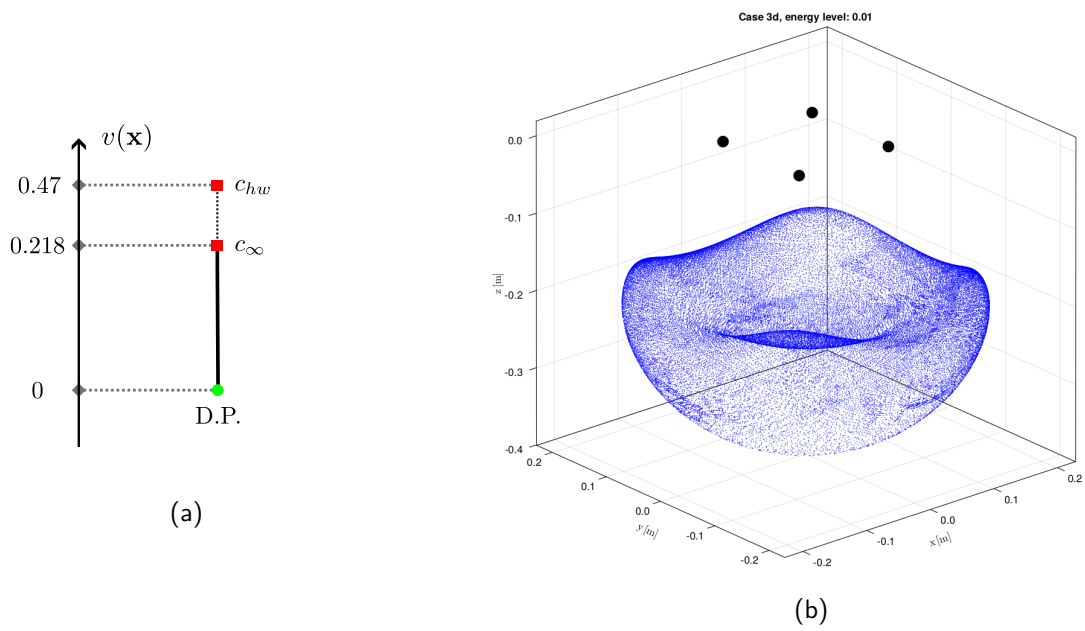 v(x)
0.47
c_{hw}
0.218
c_∞
0
D.P.
(a)
Case 3d, energy level: 0.01
0.0
-0.1
-0.2
-0.3
-0.4
z [m]
0.2
0.1
0.0
-0.1
-0.2
y [m]
-0.2
-0.1
0.0
0.1
0.2
x [m]
(b)